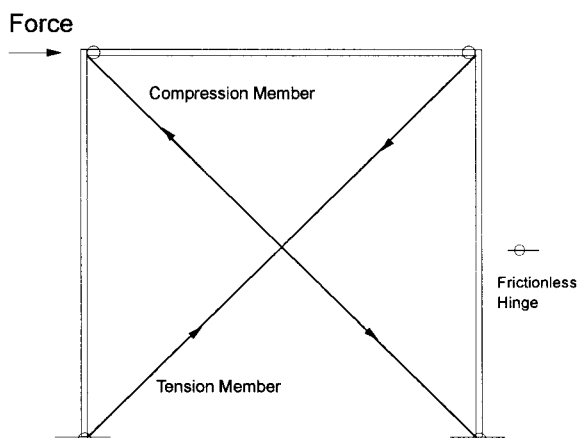 Force
Compression Member
Frictionless
Hinge
Tension Member